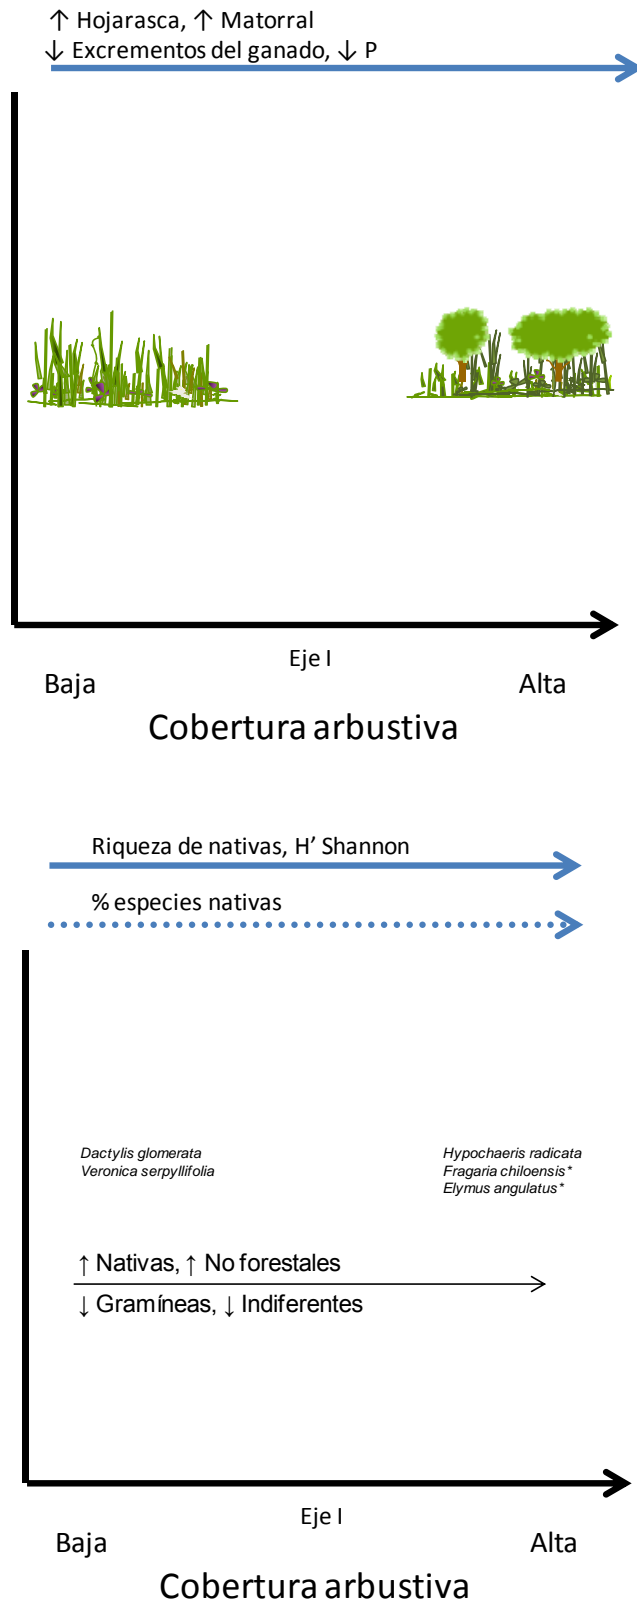 ↑ Hojarasca, ↑ Matorral
↓ Excrementos del ganado, ↓ P
Eje I
Baja Alta
Cobertura arbustiva
Riqueza de nativas, H’ Shannon
% especies nativas
Dactylis glomerata
Veronica serpyllifolia
Hypochaeris radicata
Fragaria chiloensis*
Elymus angulatus*
↑ Nativas, ↑ No forestales
↓ Gramíneas, ↓ Indiferentes
Eje I
Baja Alta
Cobertura arbustiva